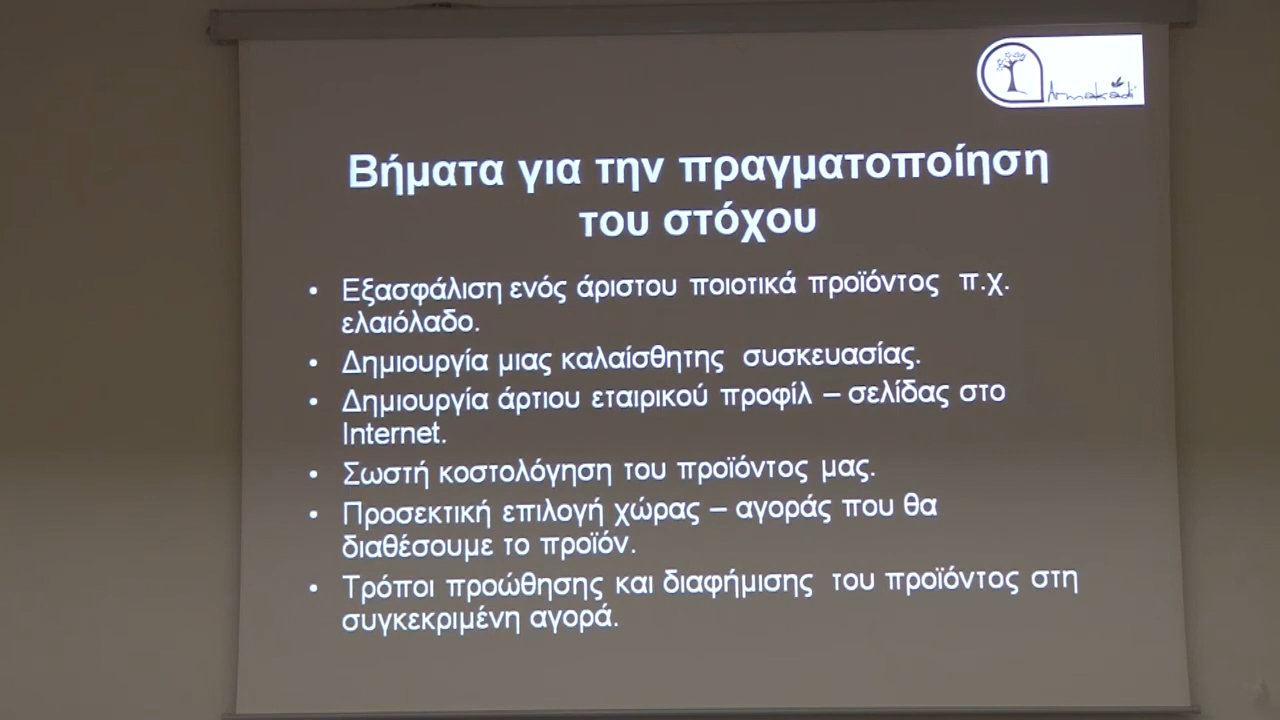 Armakadi
Βήματα για την πραγματοποίηση
του στόχου
• Εξασφάλιση ενός άριστου ποιοτικά προϊόντος π.χ.
ελαιόλαδο.
• Δημιουργία μιας καλαίσθητης συσκευασίας.
• Δημιουργία άρτιου εταιρικού προφίλ – σελίδας στο
Internet.
• Σωστή κοστολόγηση του προϊόντος μας.
• Προσεκτική επιλογή χώρας – αγοράς που θα
διαθέσουμε το προϊόν.
• Τρόποι προώθησης και διαφήμισης του προϊόντος στη
συγκεκριμένη αγορά.